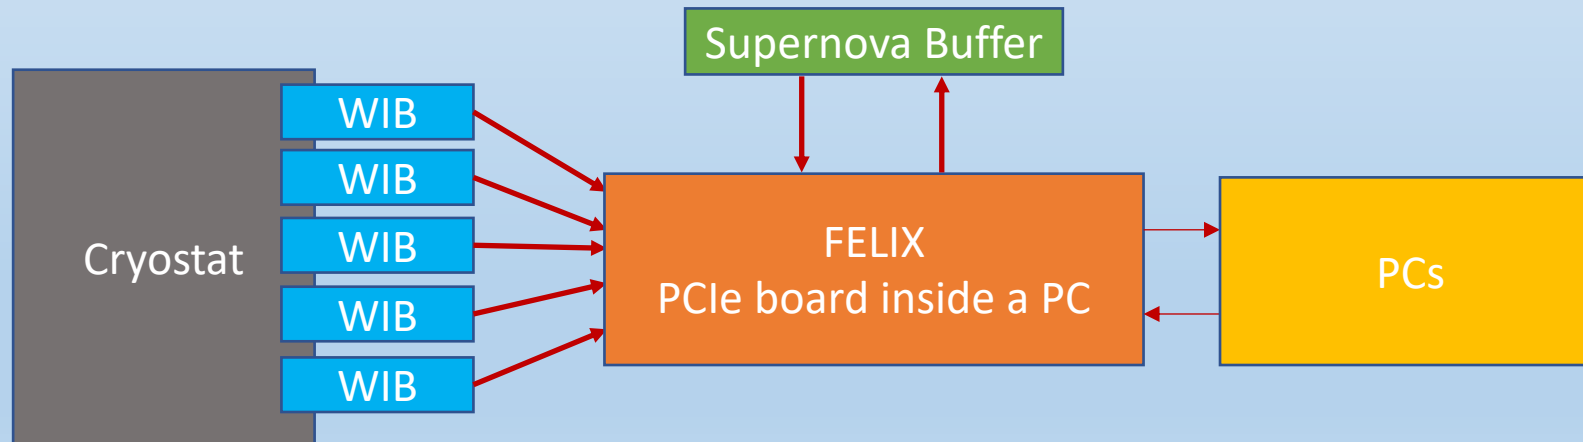 Supernova Buffer
WIB
WIB
WIB
WIB
WIB
Cryostat
FELIX
PCIe board inside a PC
PCs